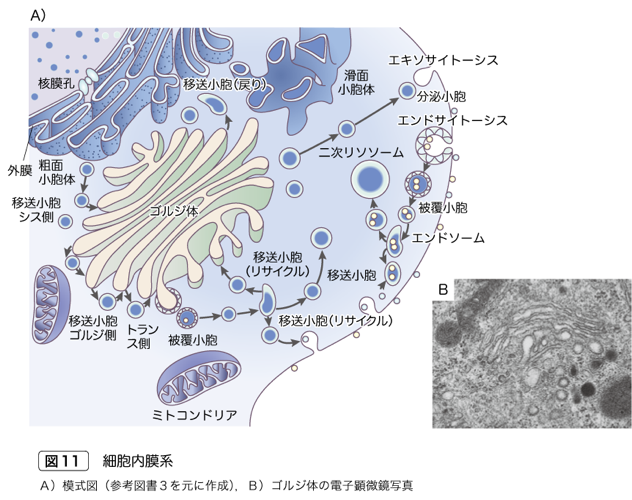 A）
核膜孔
外膜
粗面
小胞体
移送小胞（戻り）
滑面
小胞体
エキソサイトーシス
分泌小胞
エンドサイトーシス
二次リソソーム
被覆小胞
エンドソーム
移送小胞
シス側
ゴルジ体
移送小胞
（リサイクル）
移送小胞
移送小胞
ゴルジ側
トラン
ス側
被覆小胞
移送小胞（リサイクル）
ミトコンドリア
B
図11 細胞内膜系
A）模式図（参考図書3を元に作成），B）ゴルジ体の電子顕微鏡写真